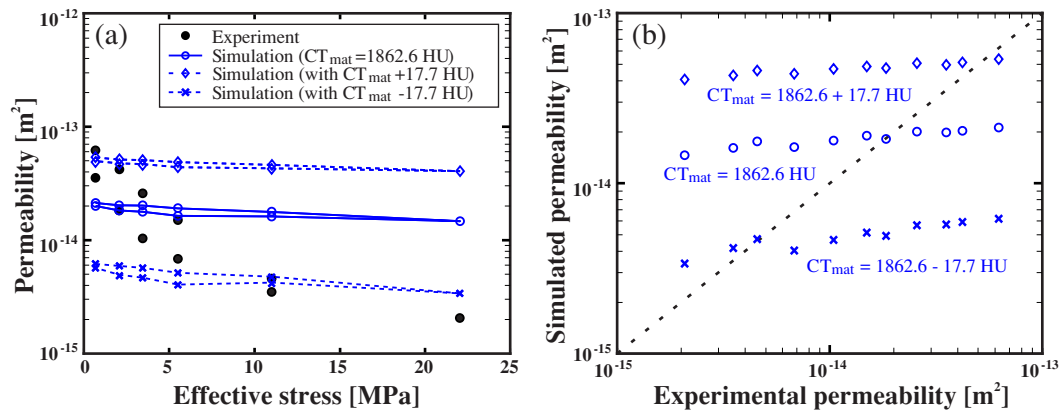 (a)
Experiment
Simulation (CTmat=1862.6 HU)
Simulation (with CTmat+17.7 HU)
Simulation (with CTmat -17.7 HU)
10-12
10-13
10-14
10-15
Permeability [m2]
0 5 10 15 20 25
Effective stress [MPa]
(b)
CTmat = 1862.6 + 17.7 HU
CTmat = 1862.6 HU
CTmat = 1862.6 - 17.7 HU
10-13
10-14
10-15
Simulated permeability [m2]
10-15 10-14 10-13
Experimental permeability [m2]